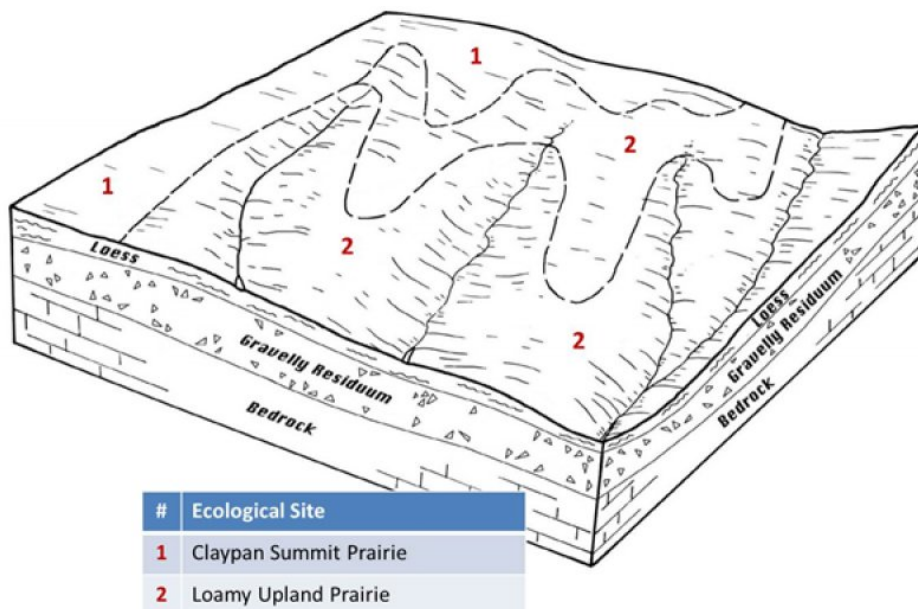 1
2
1
2
2
Loess
Gravelly Residuum
Bedrock
Loess
Gravelly Residuum
Bedrock
# Ecological Site
1 Claypan Summit Prairie
2 Loamy Upland Prairie